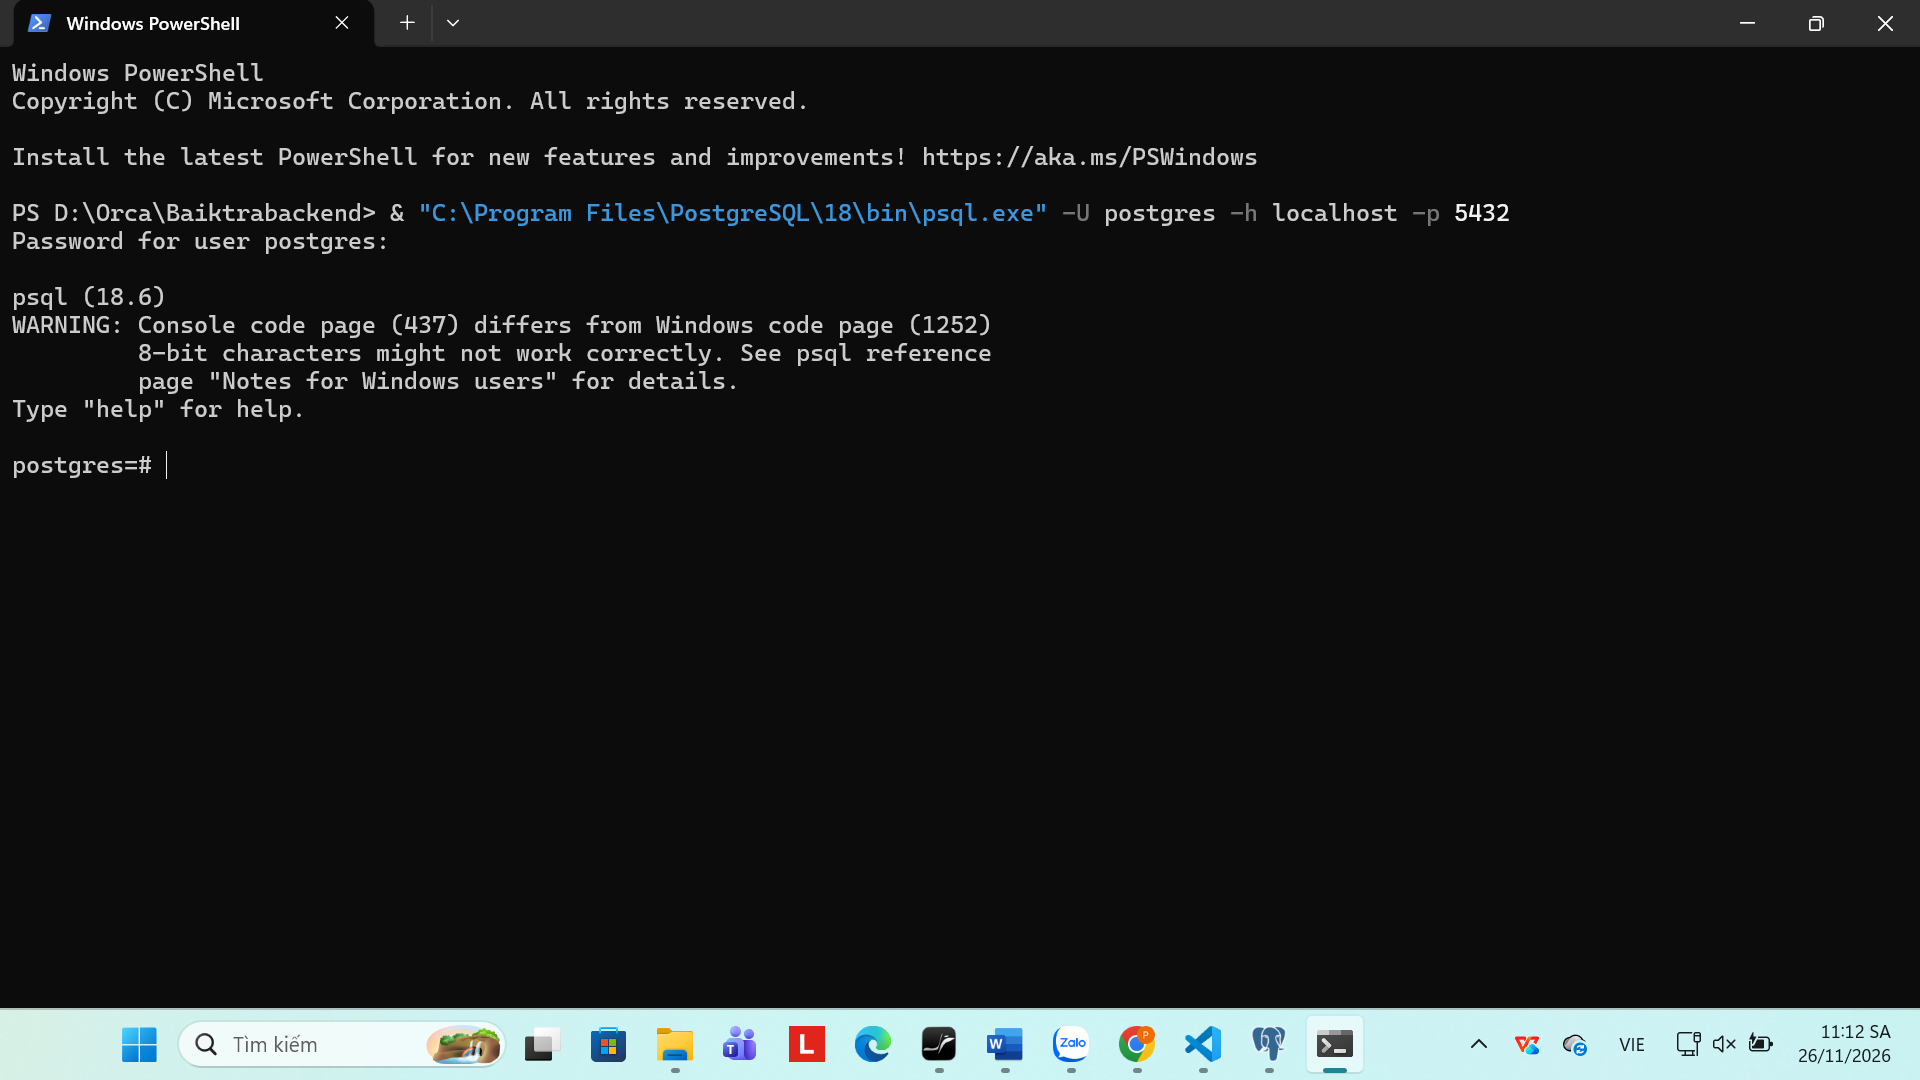 Windows PowerShell
Windows PowerShell
Copyright (C) Microsoft Corporation. All rights reserved.
Install the latest PowerShell for new features and improvements! https://aka.ms/PSWindows
PS D:\Orca\Baiktrabackend> & "C:\Program Files\PostgreSQL\18\bin\psql.exe" -U postgres -h localhost -p 5432
Password for user postgres:
psql (18.6)
WARNING: Console code page (437) differs from Windows code page (1252)
8-bit characters might not work correctly. See psql reference
page "Notes for Windows users" for details.
Type "help" for help.
postgres=#
Tìm kiếm
T
L
W
Zalo
P
VIE
11:12 SA
26/11/2026